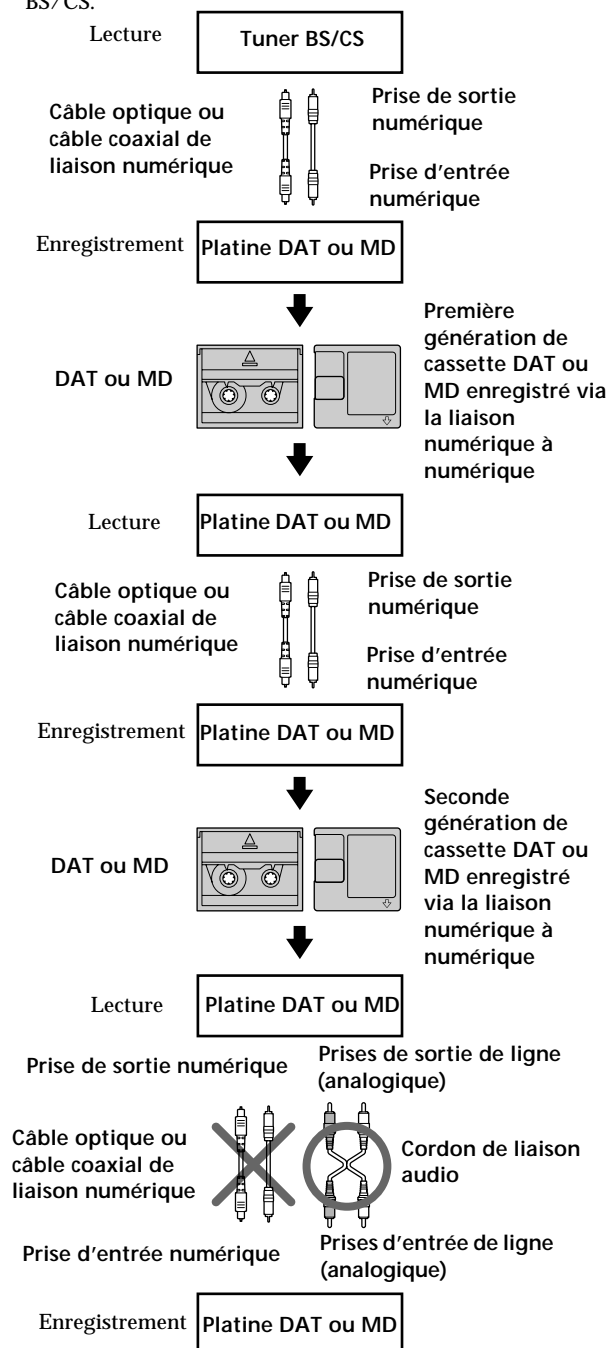 BS/CS.
Lecture
Tuner BS/CS
Câble optique ou
câble coaxial de
liaison numérique
Prise de sortie
numérique
Prise d'entrée
numérique
Enregistrement
Platine DAT ou MD
DAT ou MD
Première
génération de
cassette DAT ou
MD enregistré via
la liaison
numérique à
numérique
Lecture
Platine DAT ou MD
Câble optique ou
câble coaxial de
liaison numérique
Prise de sortie
numérique
Prise d'entrée
numérique
Enregistrement
Platine DAT ou MD
DAT ou MD
Seconde
génération de
cassette DAT ou
MD enregistré
via la liaison
numérique à
numérique
Lecture
Platine DAT ou MD
Prise de sortie numérique
Prises de sortie de ligne
(analogique)
Câble optique ou
câble coaxial de
liaison numérique
Cordon de liaison
audio
Prise d'entrée numérique
Prises d'entrée de ligne
(analogique)
Enregistrement
Platine DAT ou MD